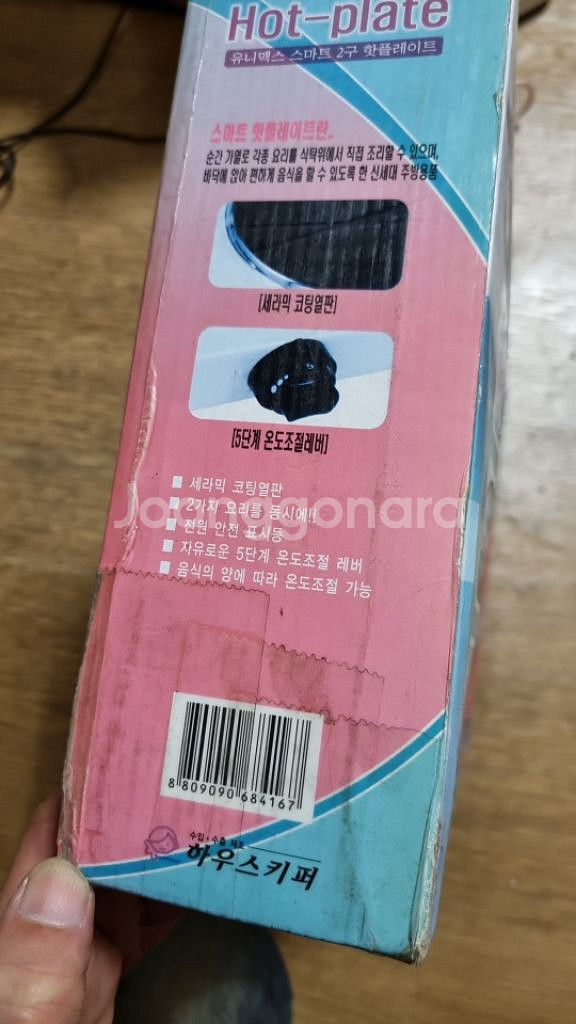 Hot-plate
유니맥스 스마트 2구 핫플레이트
스마트 핫플레이트란..
순간 가열로 각종 요리를 식탁위에서 직접 조리할 수 있으며,
바닥에 앉아 편하게 음식을 할 수 있도록 한 신세대 주방용품
[세라믹 코팅열판]
[5단계 온도조절레버]
■ 세라믹 코팅열판
■ 2가지 요리를 동시에!!
■ 전원 안전 표시등
■ 자유로운 5단계 온도조절 레버
■ 음식의 양에 따라 온도조절 가능
Joonggonara
8 809090 684167
수입·수출 제조
하우스키퍼